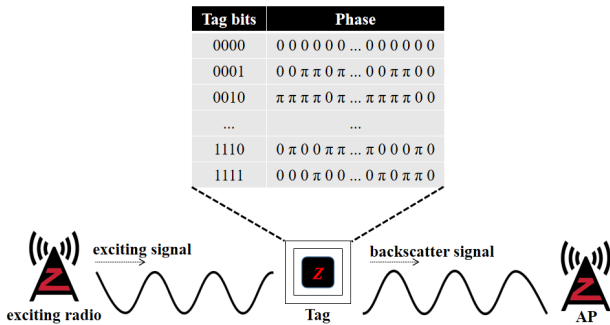 Tag bits Phase
0000 0 0 0 0 0 0 ... 0 0 0 0 0 0
0001 0 0 π π 0 π ... 0 0 π π 0 0
0010 π π π π 0 π ... π π π π 0 0
... ...
1110 0 π 0 0 π π ... π 0 0 0 π 0
1111 0 0 0 π 0 0 ... 0 π 0 π π 0
exciting signal backscatter signal
Z Z Z
exciting radio Tag AP